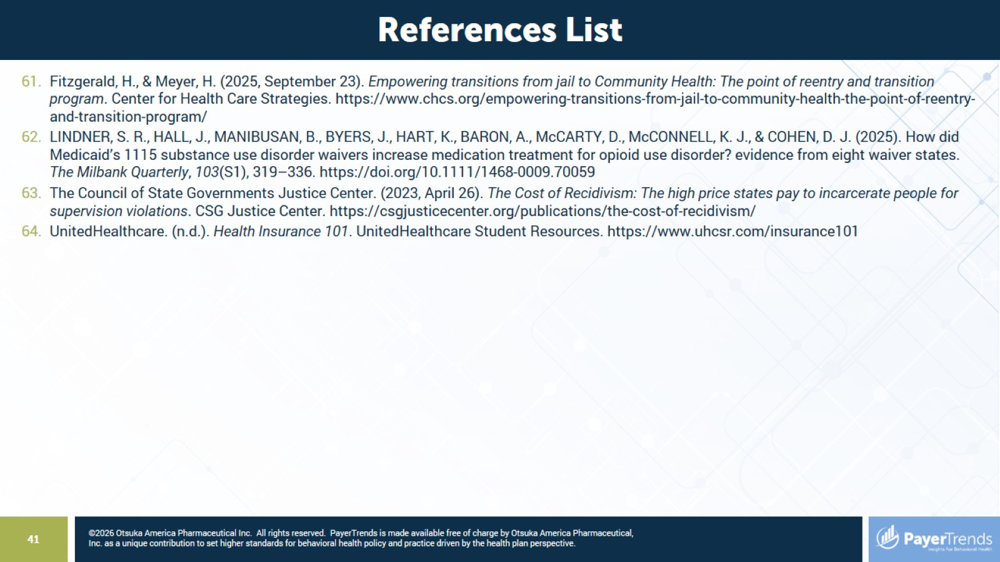 References List
61. Fitzgerald, H., & Meyer, H. (2025, September 23). Empowering transitions from jail to Community Health: The point of reentry and transition
program. Center for Health Care Strategies. https://www.chcs.org/empowering-transitions-from-jail-to-community-health-the-point-of-reentry-
and-transition-program/
62. LINDNER, S. R., HALL, J., MANIBUSAN, B., BYERS, J., HART, K., BARON, A., McCARTY, D., McCONNELL, K. J., & COHEN, D. J. (2025). How did
Medicaid's 1115 substance use disorder waivers increase medication treatment for opioid use disorder? evidence from eight waiver states.
The Milbank Quarterly, 103(S1), 319–336. https://doi.org/10.1111/1468-0009.70059
63. The Council of State Governments Justice Center. (2023, April 26). The Cost of Recidivism: The high price states pay to incarcerate people for
supervision violations. CSG Justice Center. https://csgjusticecenter.org/publications/the-cost-of-recidivism/
64. UnitedHealthcare. (n.d.). Health Insurance 101. UnitedHealthcare Student Resources. https://www.uhcsr.com/insurance101
41
©2026 Otsuka America Pharmaceutical Inc. All rights reserved. PayerTrends is made available free of charge by Otsuka America Pharmaceutical,
Inc. as a unique contribution to set higher standards for behavioral health policy and practice driven by the health plan perspective.
PayerTrends
Insights For Behavioral Health